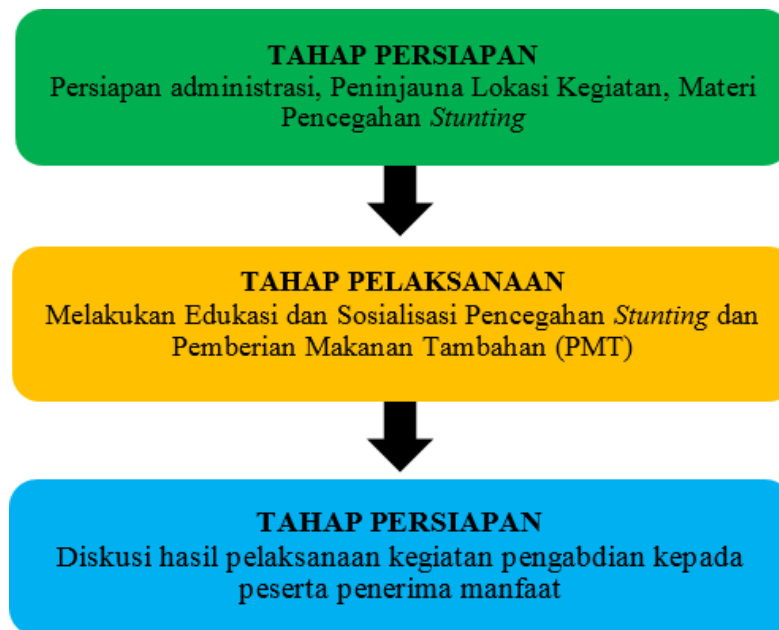 TAHAP PERSIAPAN
Persiapan administrasi, Peninjauna Lokasi Kegiatan, Materi
Pencegahan Stunting
TAHAP PELAKSANAAN
Melakukan Edukasi dan Sosialisasi Pencegahan Stunting dan
Pemberian Makanan Tambahan (PMT)
TAHAP PERSIAPAN
Diskusi hasil pelaksanaan kegiatan pengabdian kepada
peserta penerima manfaat